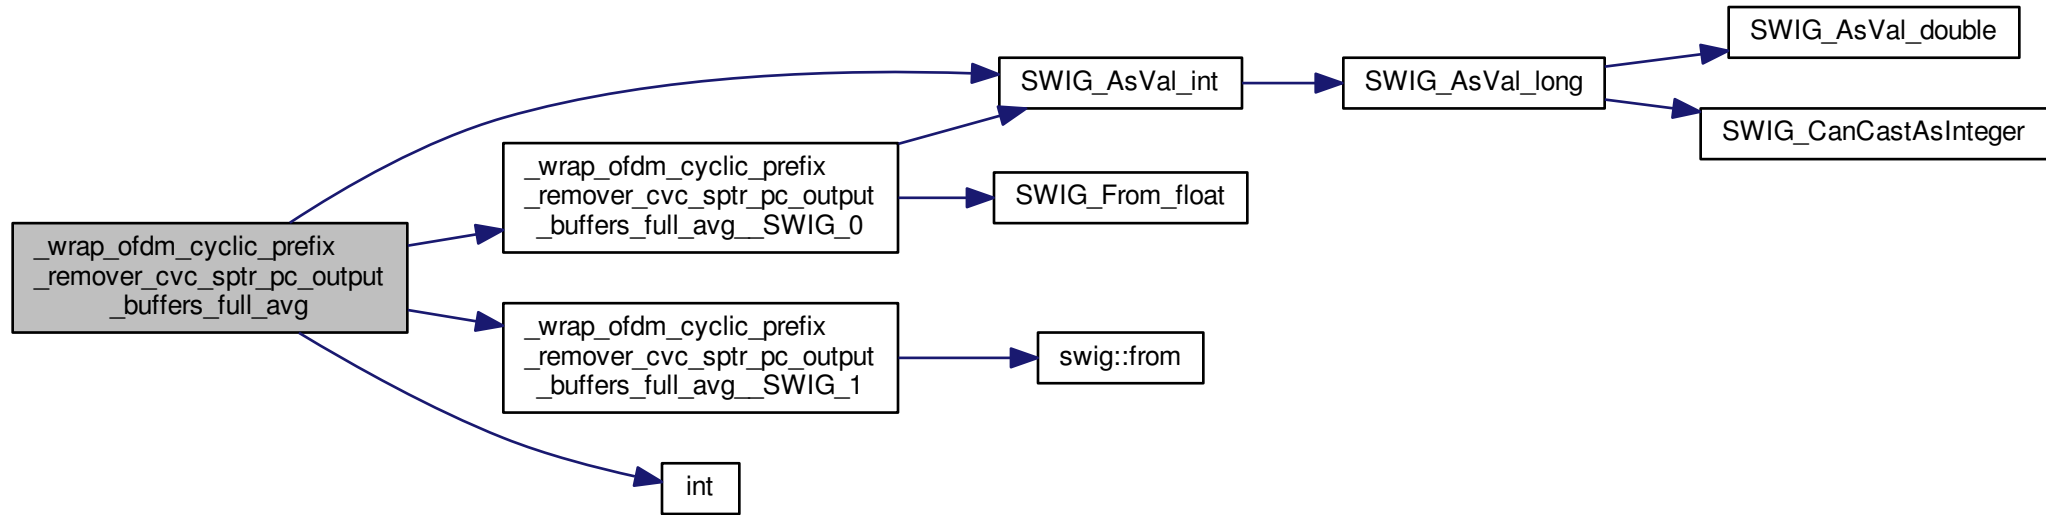 _wrap_ofdm_cyclic_prefix
_remover_cvc_sptr_pc_output
_buffers_full_avg
_wrap_ofdm_cyclic_prefix
_remover_cvc_sptr_pc_output
_buffers_full_avg__SWIG_0
_wrap_ofdm_cyclic_prefix
_remover_cvc_sptr_pc_output
_buffers_full_avg__SWIG_1
int
SWIG_AsVal_int
SWIG_From_float
swig::from
SWIG_AsVal_long
SWIG_AsVal_double
SWIG_CanCastAsInteger